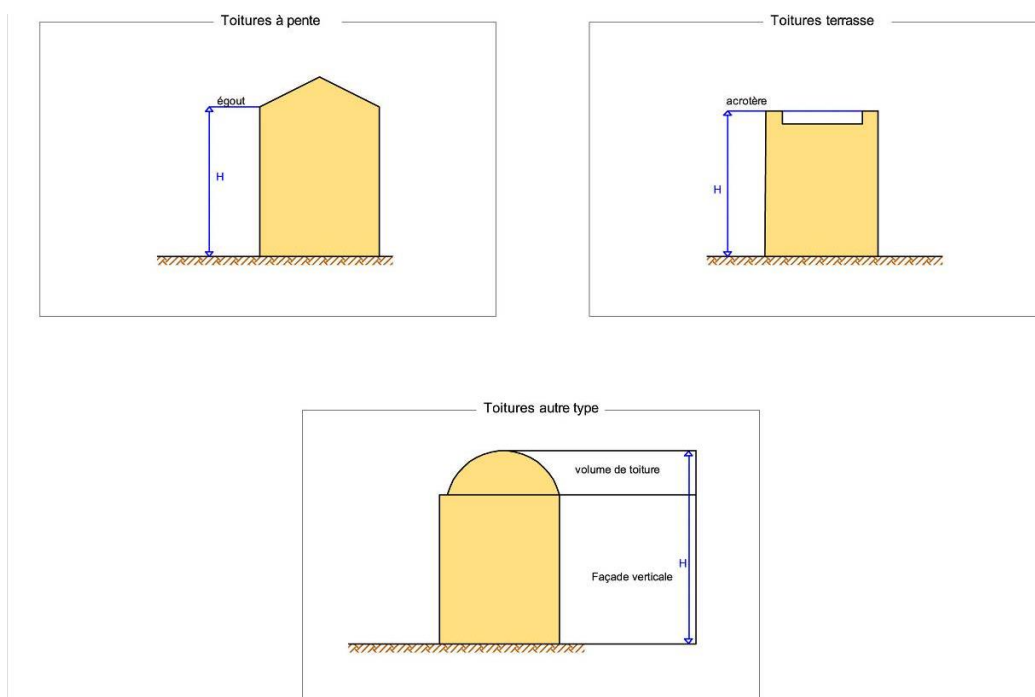 Toitures à pente
égout
H
Toitures terrasse
acrotère
H
Toitures autre type
volume de toiture
H
Façade verticale